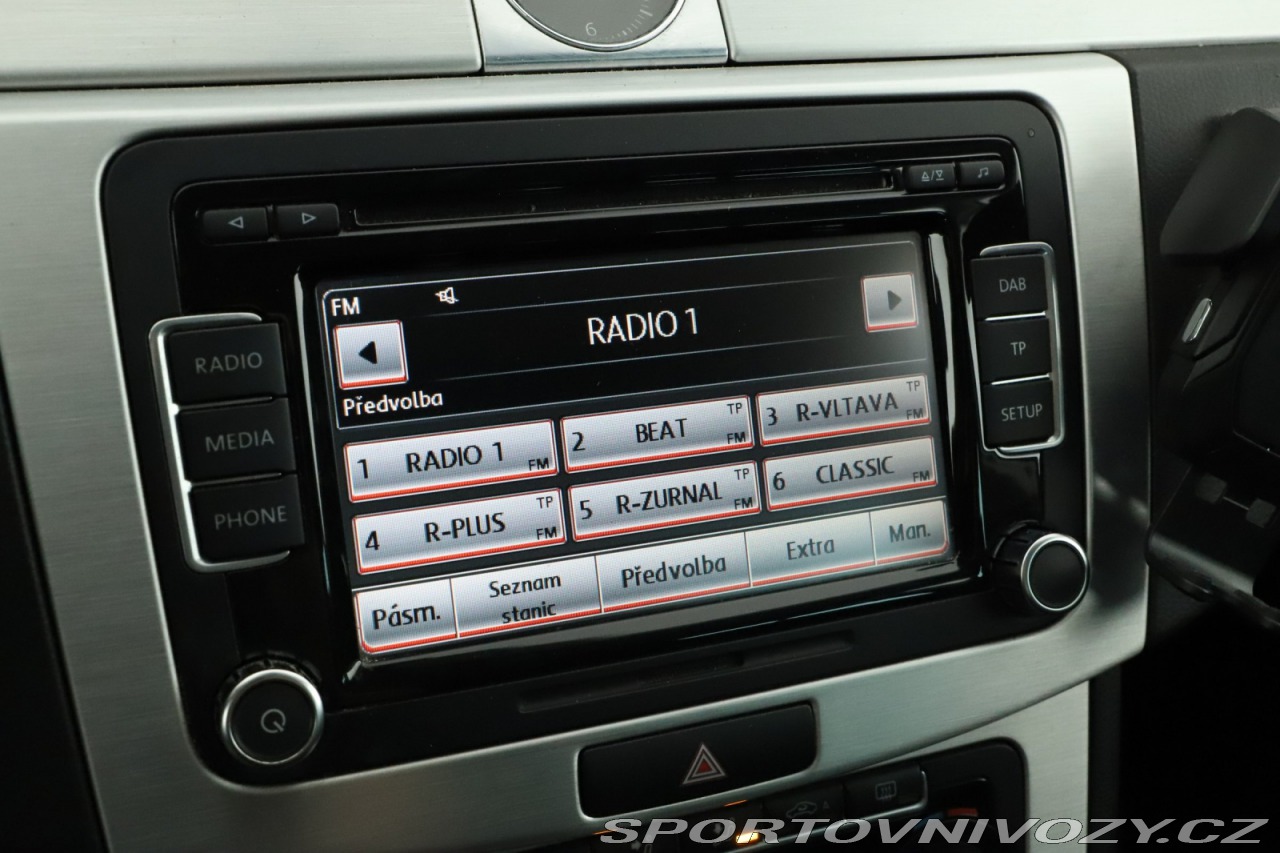 6
RADIO
MEDIA
PHONE
FM
RADIO 1
Předvolba
1 RADIO 1 FM
2 BEAT TP FM
3 R-VLTAVA TP FM
4 R-PLUS TP FM
5 R-ZURNAL TP FM
6 CLASSIC FM
Pásm.
Seznam
stanic
Předvolba
Extra
Man.
DAB
TP
SETUP
SPORTOVNIVOZY.CZ